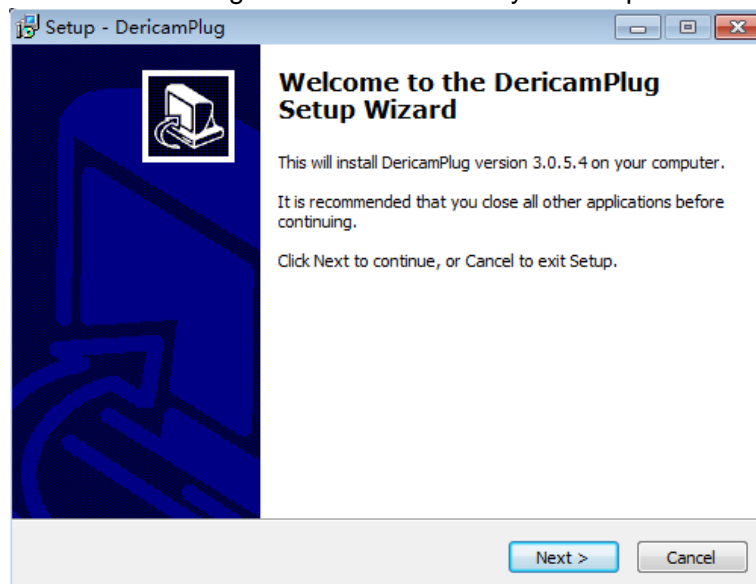 Setup - DericamPlug
Welcome to the DericamPlug
Setup Wizard
This will install DericamPlug version 3.0.5.4 on your computer.
It is recommended that you close all other applications before
continuing.
Click Next to continue, or Cancel to exit Setup.
Next >
Cancel